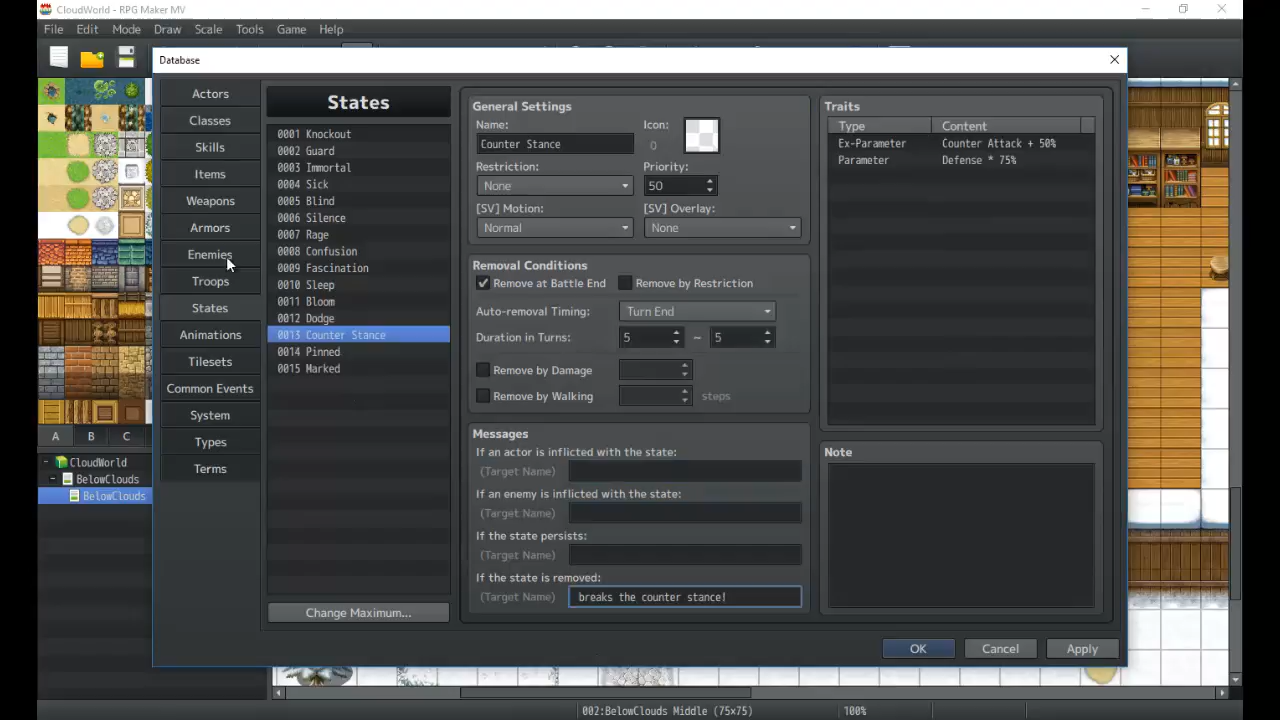 CloudWorld - RPG Maker MV
File Edit Mode Draw Scale Tools Game Help
Database
Actors
Classes
Skills
Items
Weapons
Armors
Enemies
Troops
States
Animations
Tilesets
Common Events
System
Types
Terms
States
0001 Knockout
0002 Guard
0003 Immortal
0004 Sick
0005 Blind
0006 Silence
0007 Rage
0008 Confusion
0009 Fascination
0010 Sleep
0011 Bloom
0012 Dodge
0013 Counter Stance
0014 Pinned
0015 Marked
Change Maximum...
General Settings
Name:
Icon:
Counter Stance
0
Restriction:
Priority:
None
50
[SV] Motion:
[SV] Overlay:
Normal
None
Removal Conditions
Remove at Battle End
Remove by Restriction
Auto-removal Timing:
Turn End
Duration in Turns:
5 ~ 5
Remove by Damage
Remove by Walking
steps
Messages
If an actor is inflicted with the state:
(Target Name)
If an enemy is inflicted with the state:
(Target Name)
If the state persists:
(Target Name)
If the state is removed:
(Target Name) breaks the counter stance!
Traits
Type Content
Ex-Parameter Counter Attack + 50%
Parameter Defense * 75%
Note
OK
Cancel
Apply
A B C
CloudWorld
BelowClouds
BelowClouds
002:BelowClouds Middle (75x75)
100%